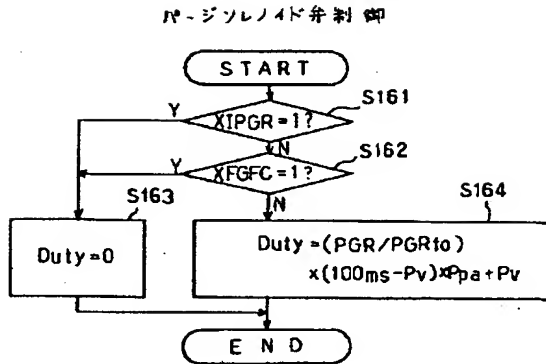 パージソレノイド弁制御
START
S161
Y
XIPGR=1?
N
S162
Y
XFGFC=1?
N
S163
S164
Duty=0
Duty=(PGR/PGRfo)
×(100ms-Pv)×Ppa+Pv
END